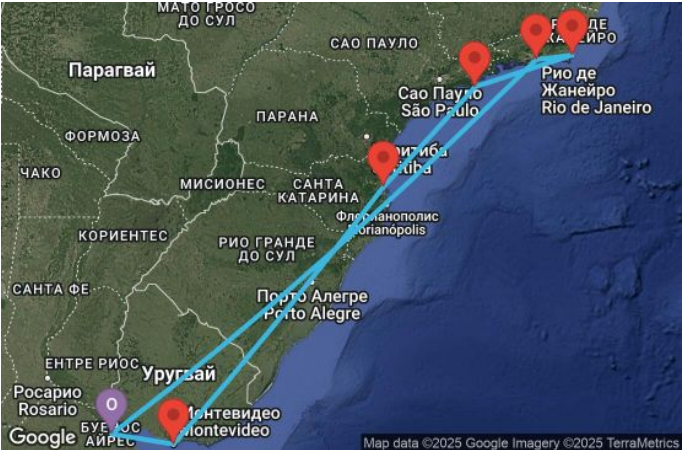 МАТО ГРОСО
ДО СУЛ
САО ПАУЛО
Парагвай
Сао Пауло
São Paulo
Рио де
Жанейро
Rio de Janeiro
ПАРАНА
ФОРМОЗА
ЧАКО
МИСИОНЕС
САНТА
КАТАРИНА
Флорианополис
КОРИЕНТЕС
РИО ГРАНДЕ
ДО СУЛ
САНТА ФЕ
Порто Алегре
Porto Alegre
ЕНТРЕ РИОС
Уругвай
Росарио
Rosario
O
Montevideo
Google
Map data ©2025 Google Imagery ©2025 TerraMetrics